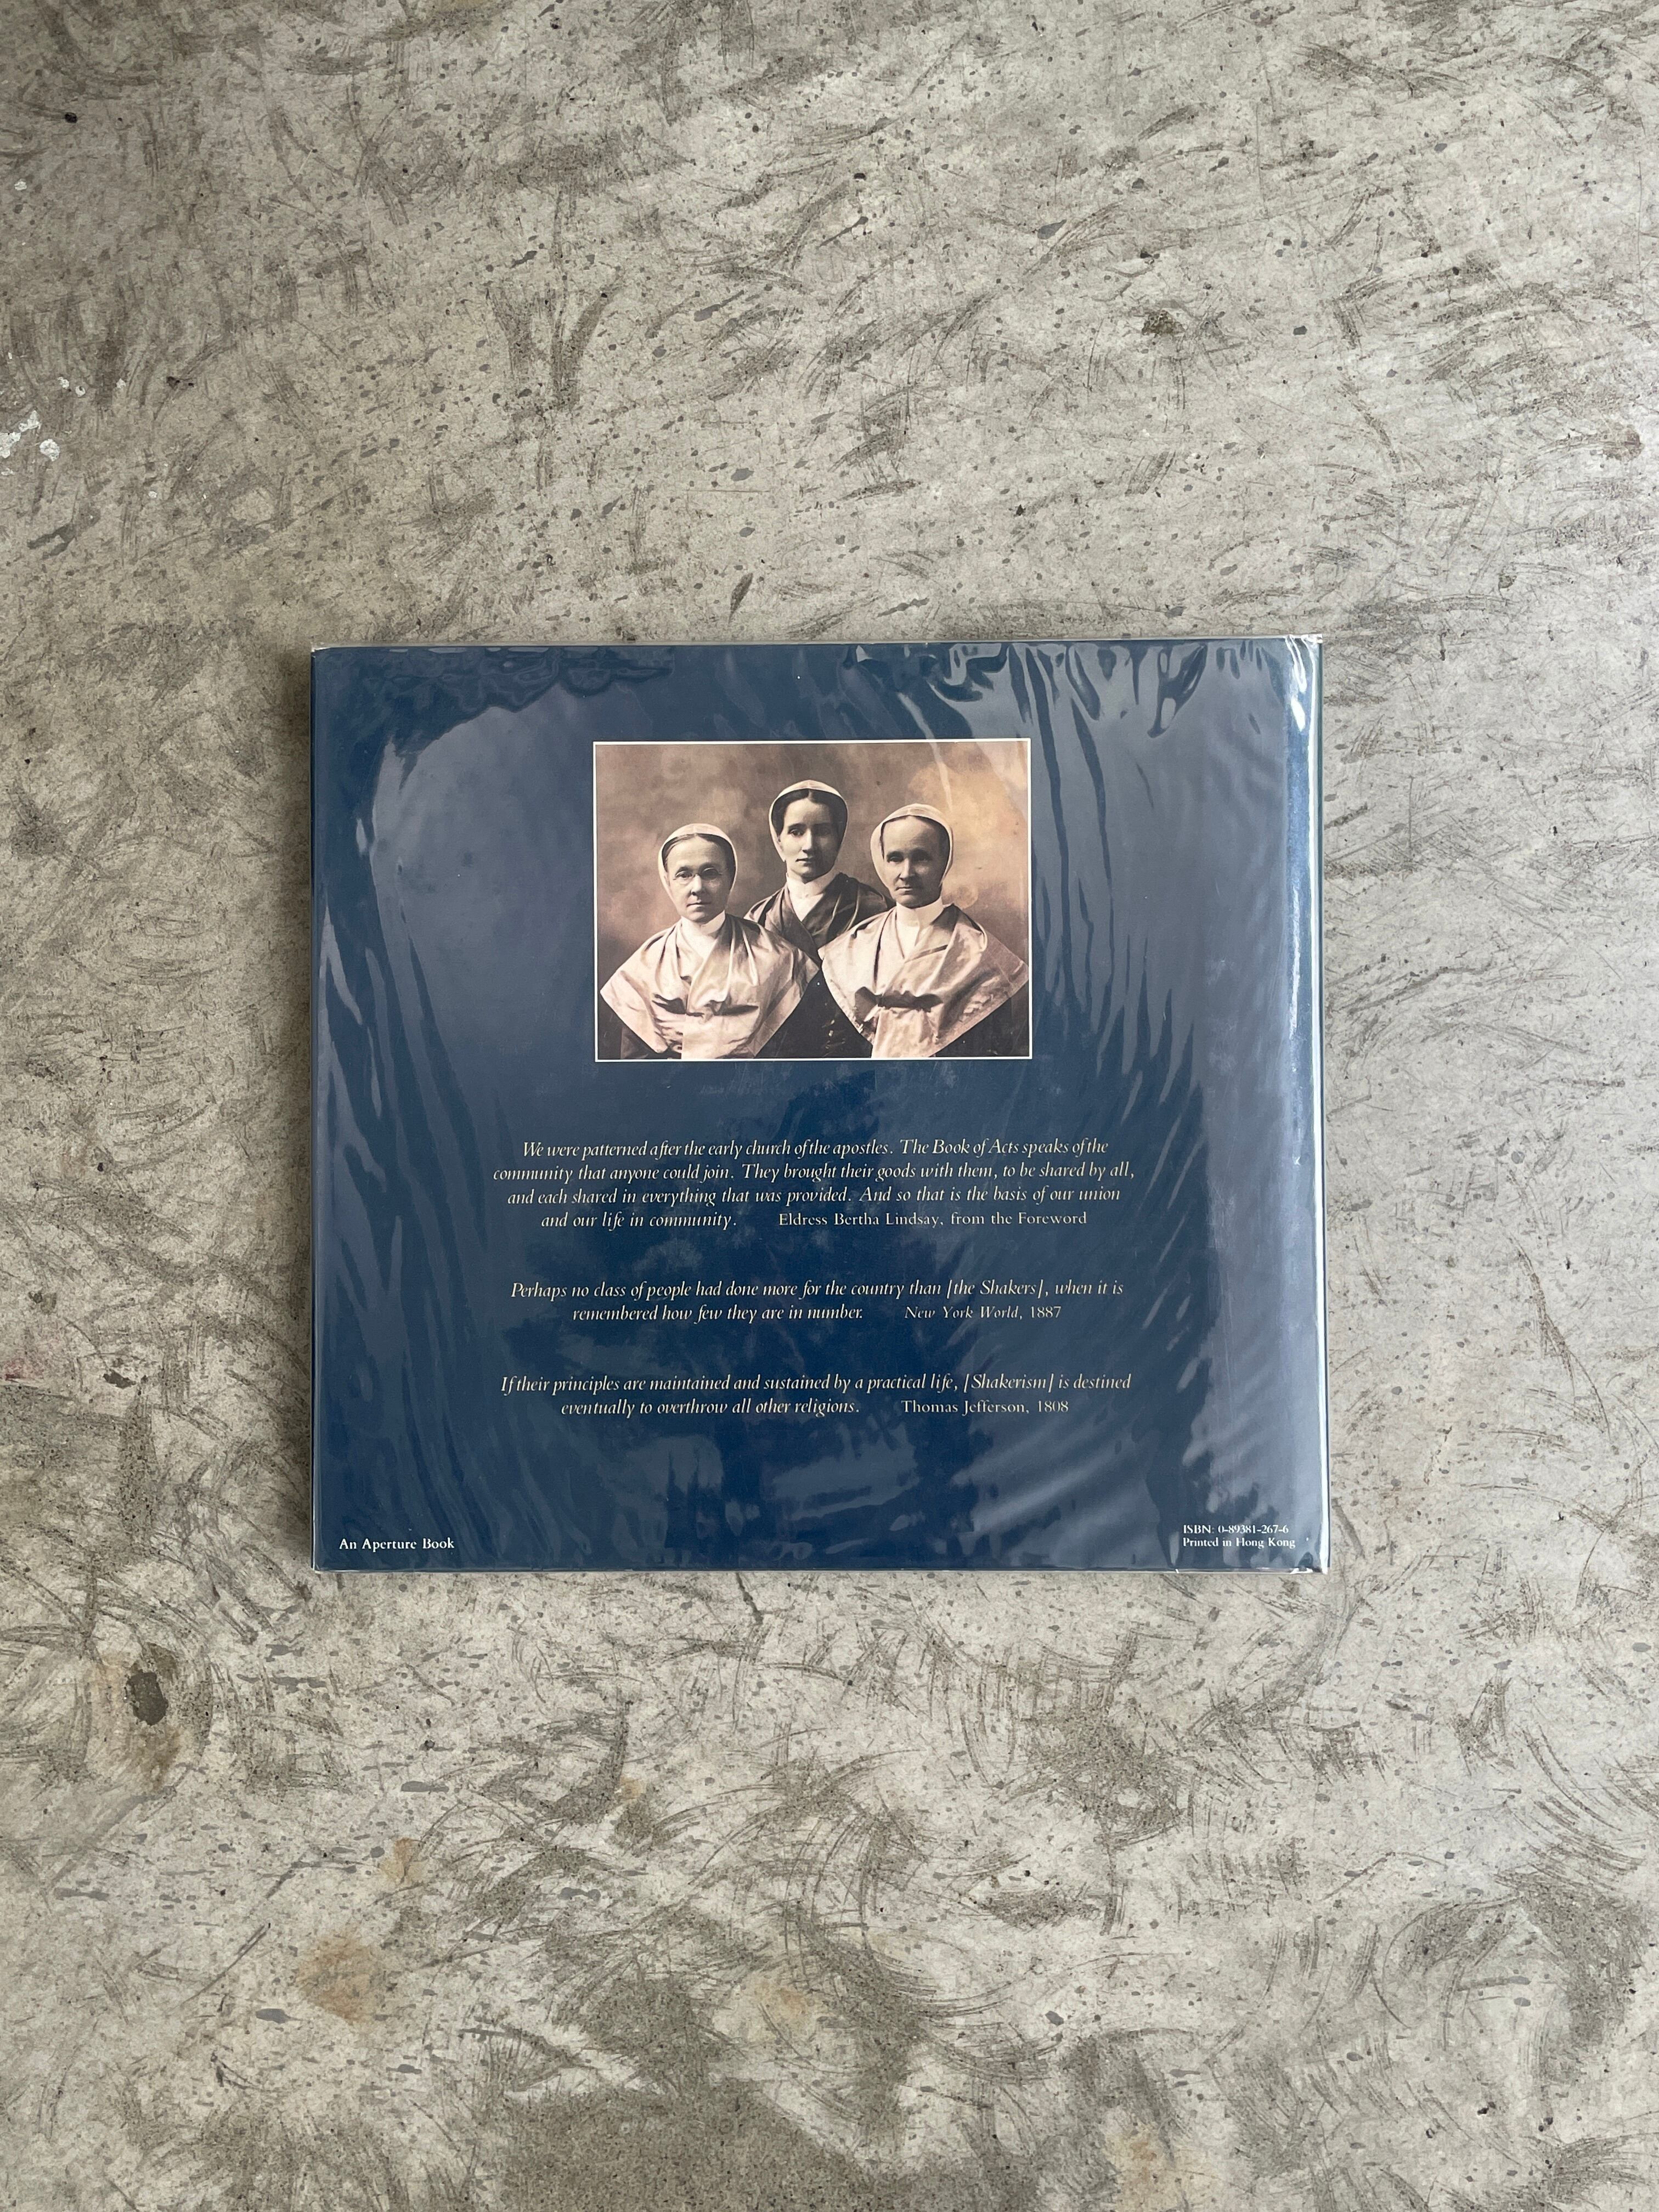 We were patterned after the early church of the apostles. The Book of Acts speaks of the
community that anyone could join. They brought their goods with them, to be shared by all,
and each shared in everything that was provided. And so that is the basis of our union
and our life in community. Eldress Bertha Lindsay, from the Foreword
Perhaps no class of people had done more for the country than [the Shakers], when it is
remembered how few they are in number. New York World, 1887
If their principles are maintained and sustained by a practical life, [Shakerism] is destined
eventually to overthrow all other religions. Thomas Jefferson, 1808
An Aperture Book
ISBN: 0-89381-267-6
Printed in Hong Kong